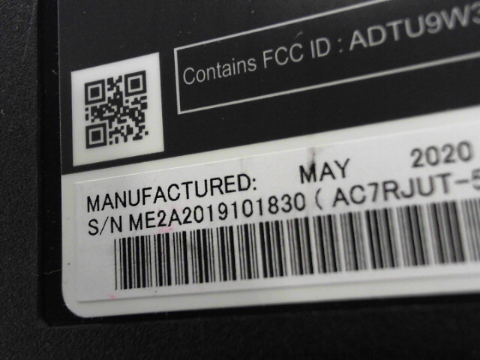 Contains FCC ID : ADTU9W3
MANUFACTURED: MAY 2020
S/N ME2A2019101830 ( AC7RJUT-5